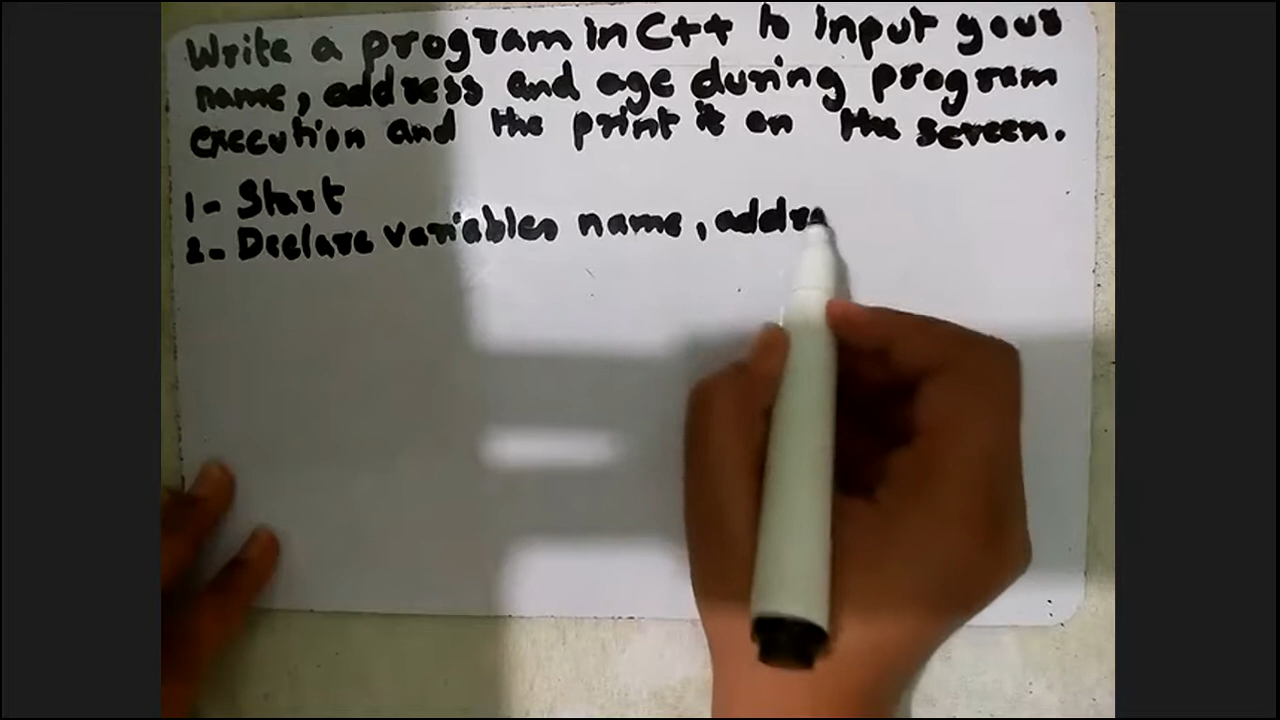 Write a program in C++ to input your
name, address and age during program
execution and the print it on the screen.
1- Start
2- Declare variables name, addre